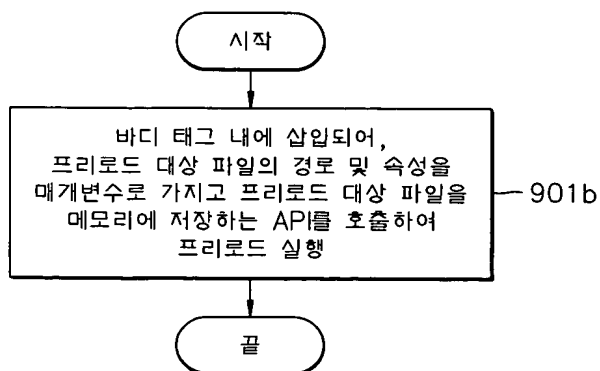 시작
바디 태그 내에 삽입되어,
프리로드 대상 파일의 경로 및 속성을
매개변수로 가지고 프리로드 대상 파일을
메모리에 저장하는 API를 호출하여
프리로드 실행
901b
끝